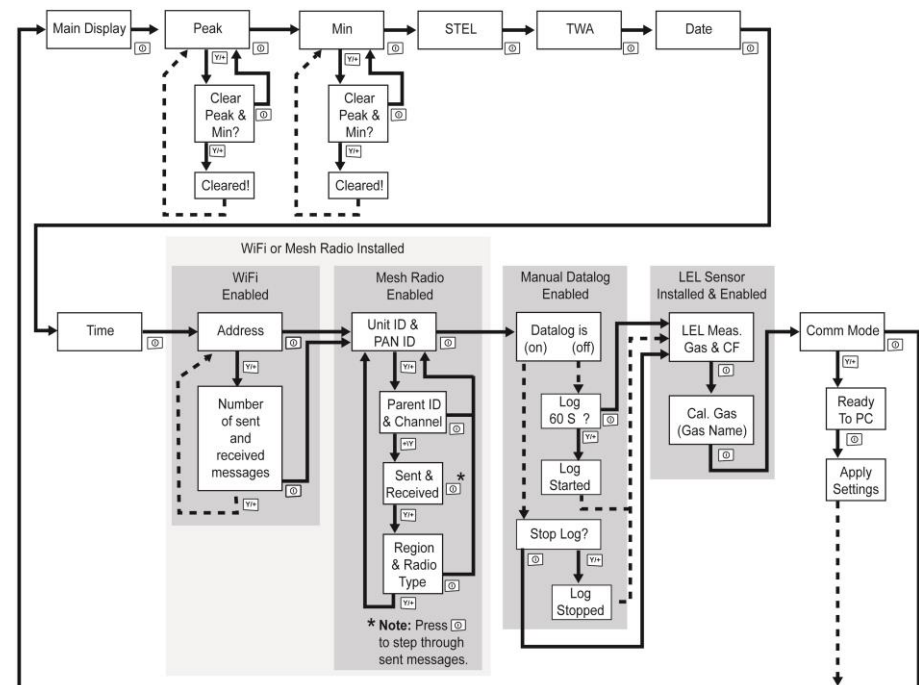 Main Display
Peak
Min
STEL
TWA
Date
Y/+
Y/+
Clear
Peak &
Min?
Clear
Peak &
Min?
Y/+
Y/+
Cleared!
Cleared!
WiFi or Mesh Radio Installed
WiFi
Enabled
Mesh Radio
Enabled
Manual Datalog
Enabled
LEL Sensor
Installed & Enabled
Time
Address
Unit ID &
PAN ID
Datalog is
(on) (off)
LEL Meas.
Gas & CF
Comm Mode
Y/+
Y/+
Y/+
Number
of sent
and
received
messages
Y/+
Parent ID
& Channel
+/Y
Sent &
Received
*
Y/+
Region
& Radio
Type
Y/+
* Note: Press
to step through
sent messages.
Log
60 S ?
Y/+
Log
Started
Stop Log?
Y/+
Log
Stopped
Cal. Gas
(Gas Name)
Ready
To PC
Apply
Settings